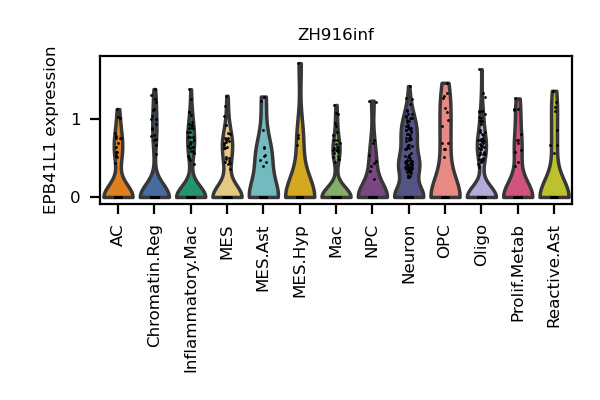 ZH916inf
EPB41L1 expression
1
0
AC
Chromatin.Reg
Inflammatory.Mac
MES
MES.Ast
MES.Hyp
Mac
NPC
Neuron
OPC
Oligo
Prolif.Metab
Reactive.Ast